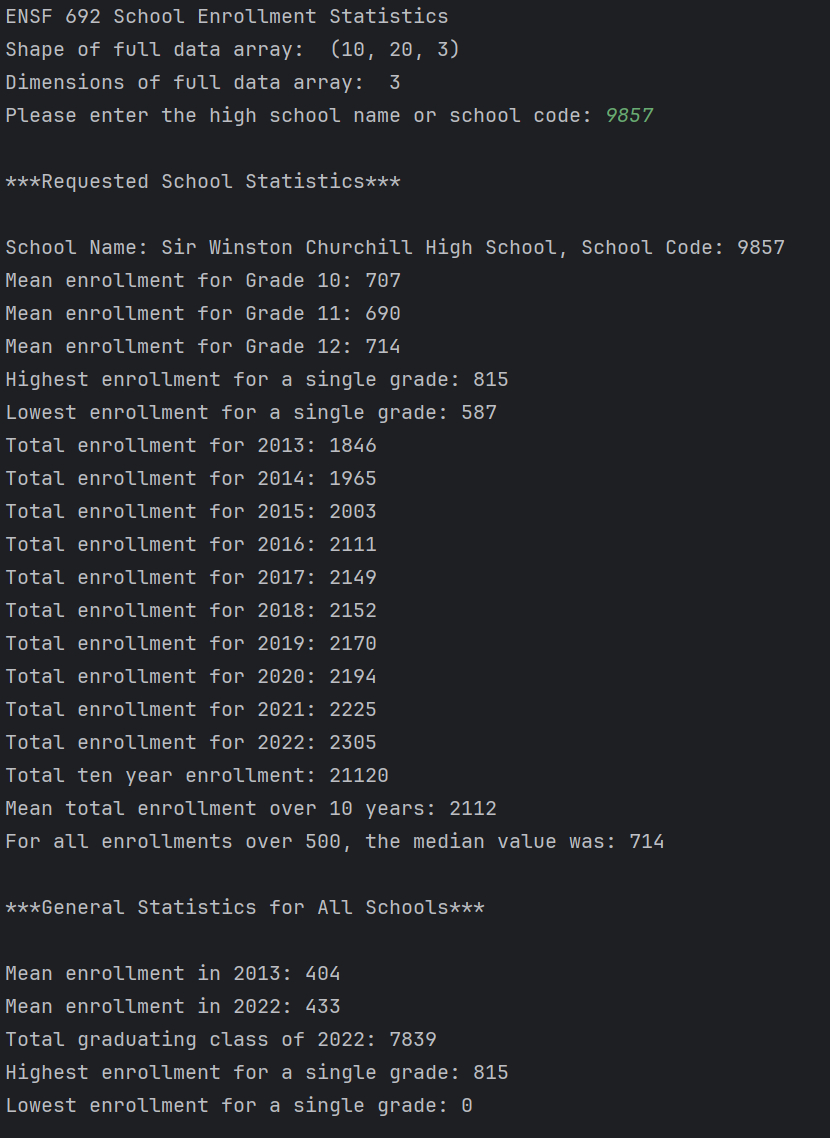 ENSF 692 School Enrollment Statistics
Shape of full data array:  (10, 20, 3)
Dimensions of full data array:  3
Please enter the high school name or school code: 9857
***Requested School Statistics***
School Name: Sir Winston Churchill High School, School Code: 9857
Mean enrollment for Grade 10: 707
Mean enrollment for Grade 11: 690
Mean enrollment for Grade 12: 714
Highest enrollment for a single grade: 815
Lowest enrollment for a single grade: 587
Total enrollment for 2013: 1846
Total enrollment for 2014: 1965
Total enrollment for 2015: 2003
Total enrollment for 2016: 2111
Total enrollment for 2017: 2149
Total enrollment for 2018: 2152
Total enrollment for 2019: 2170
Total enrollment for 2020: 2194
Total enrollment for 2021: 2225
Total enrollment for 2022: 2305
Total ten year enrollment: 21120
Mean total enrollment over 10 years: 2112
For all enrollments over 500, the median value was: 714
***General Statistics for All Schools***
Mean enrollment in 2013: 404
Mean enrollment in 2022: 433
Total graduating class of 2022: 7839
Highest enrollment for a single grade: 815
Lowest enrollment for a single grade: 0